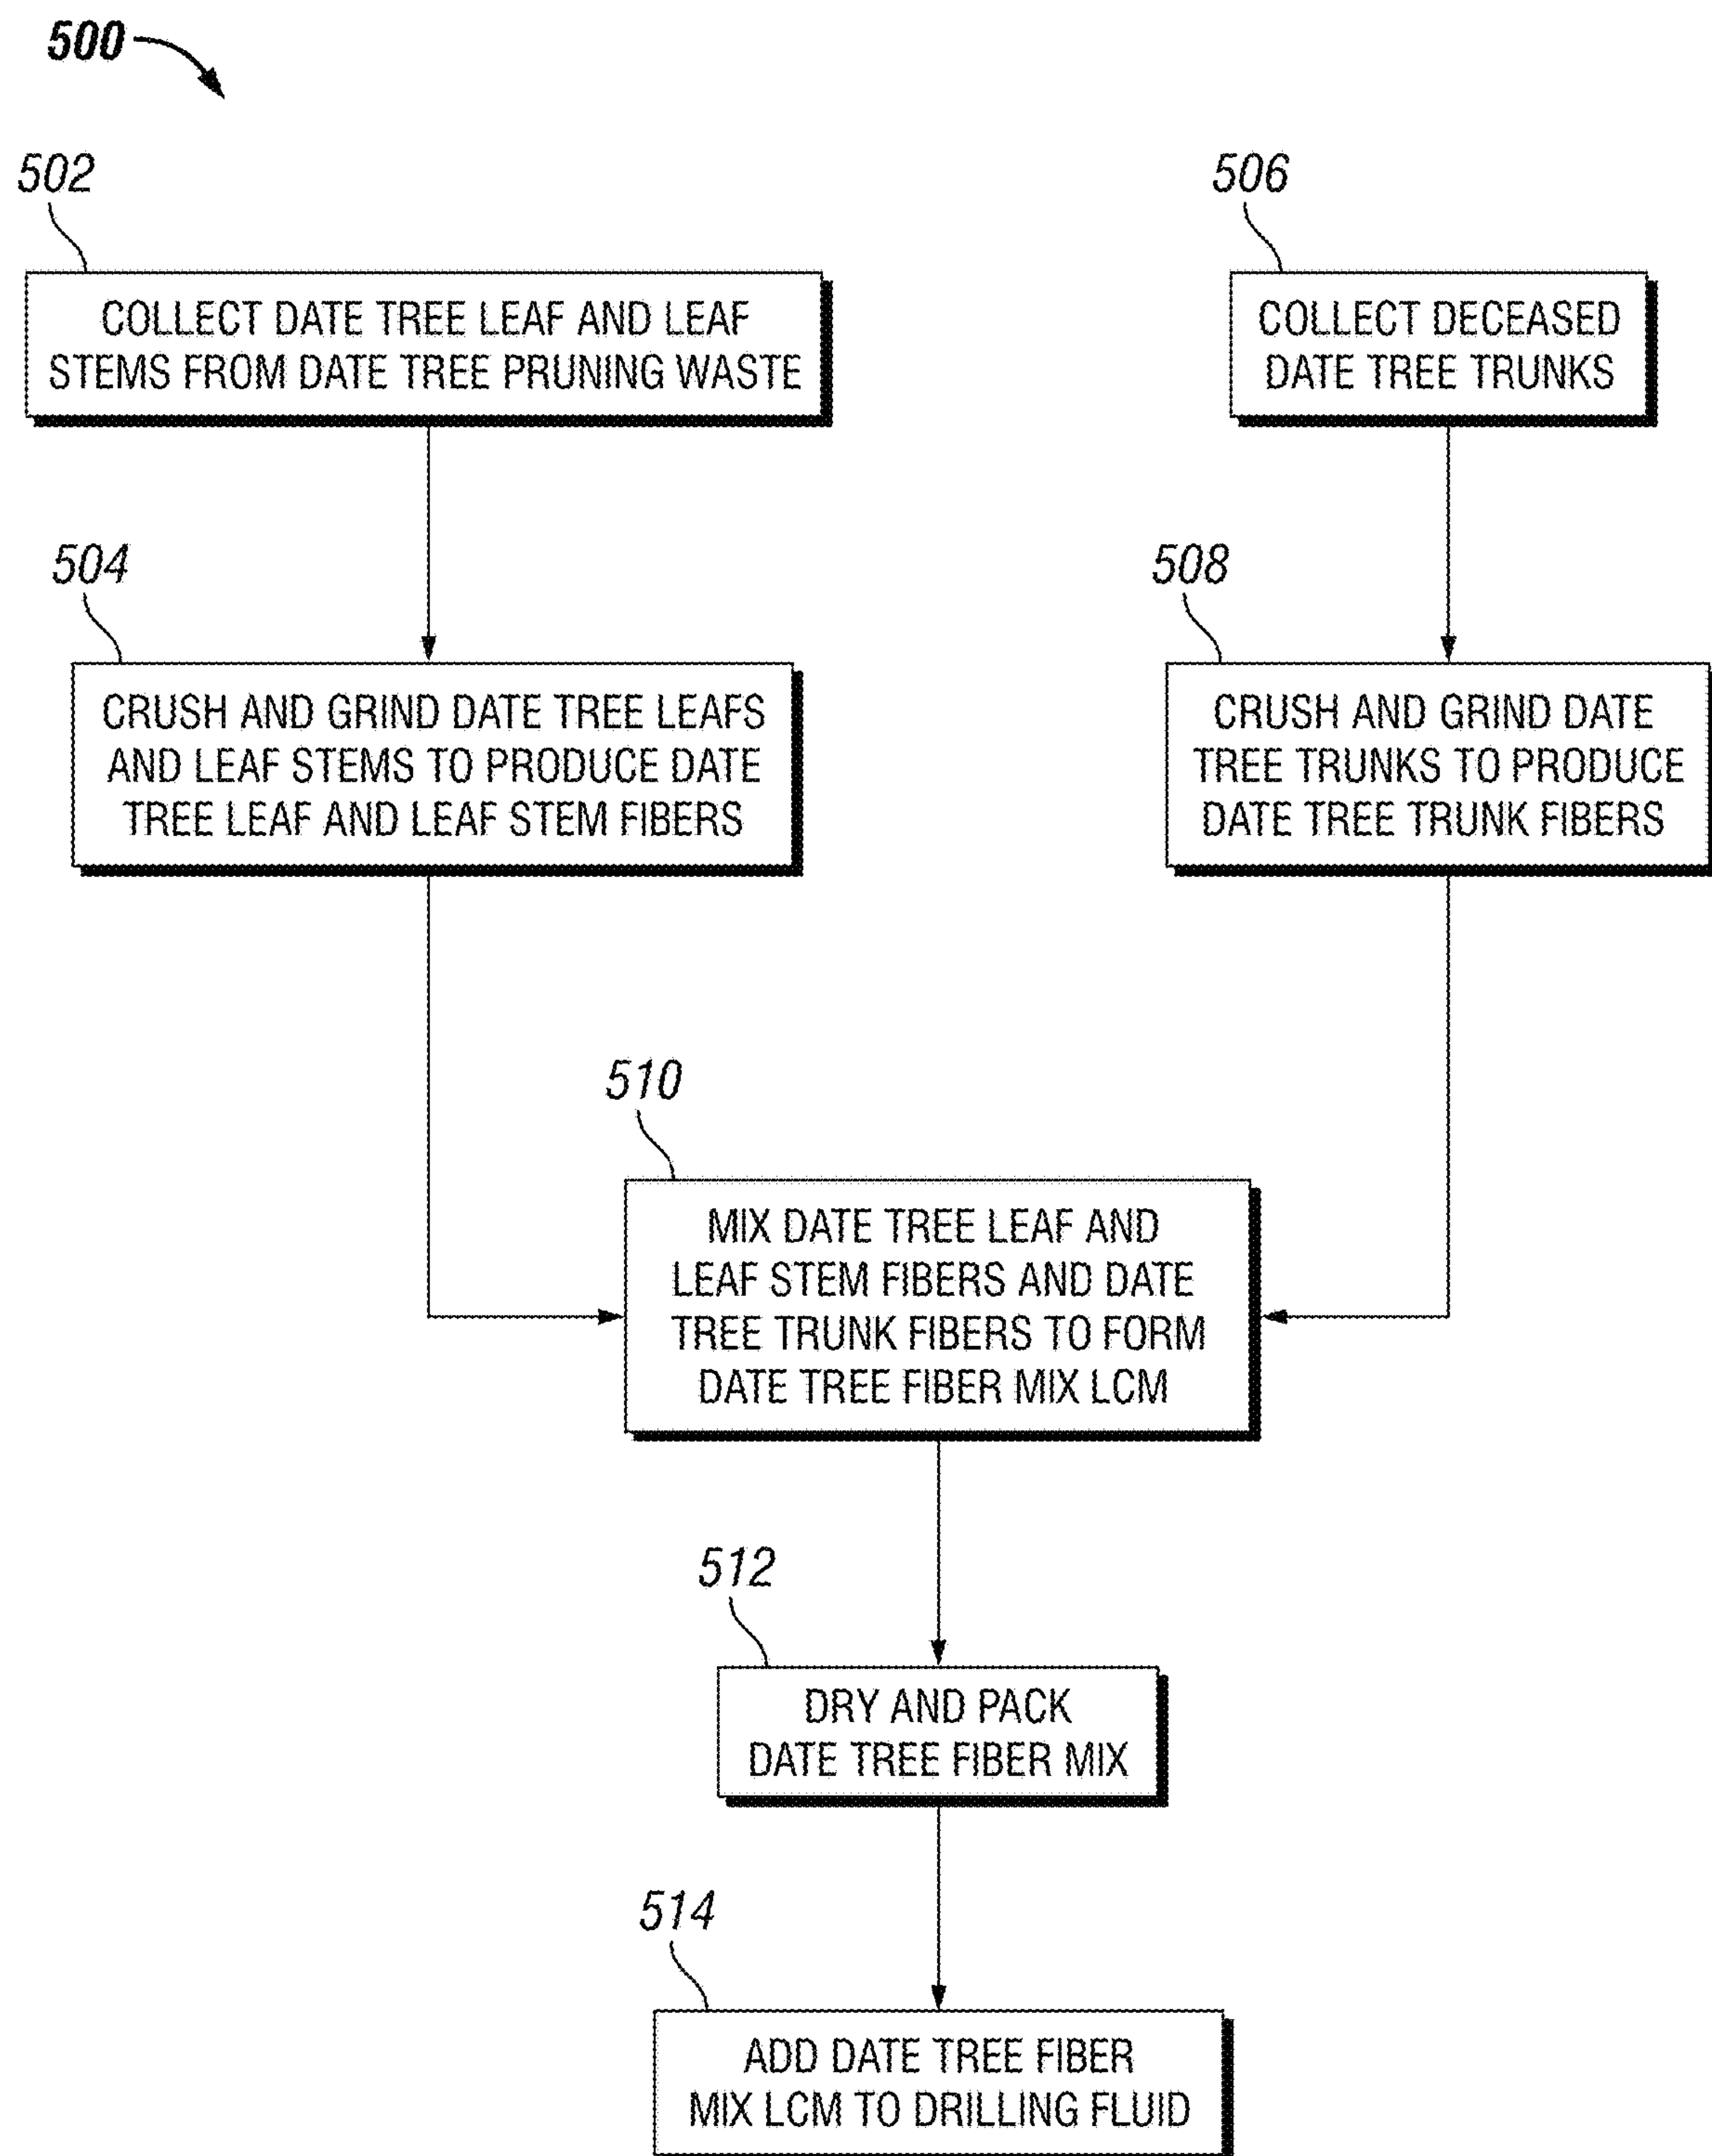 500
502
COLLECT DATE TREE LEAF AND LEAF
STEMS FROM DATE TREE PRUNING WASTE
506
COLLECT DECEASED
DATE TREE TRUNKS
504
CRUSH AND GRIND DATE TREE LEAFS
AND LEAF STEMS TO PRODUCE DATE
TREE LEAF AND LEAF STEM FIBERS
508
CRUSH AND GRIND DATE
TREE TRUNKS TO PRODUCE
DATE TREE TRUNK FIBERS
510
MIX DATE TREE LEAF AND
LEAF STEM FIBERS AND DATE
TREE TRUNK FIBERS TO FORM
DATE TREE FIBER MIX LCM
512
DRY AND PACK
DATE TREE FIBER MIX
514
ADD DATE TREE FIBER
MIX LCM TO DRILLING FLUID